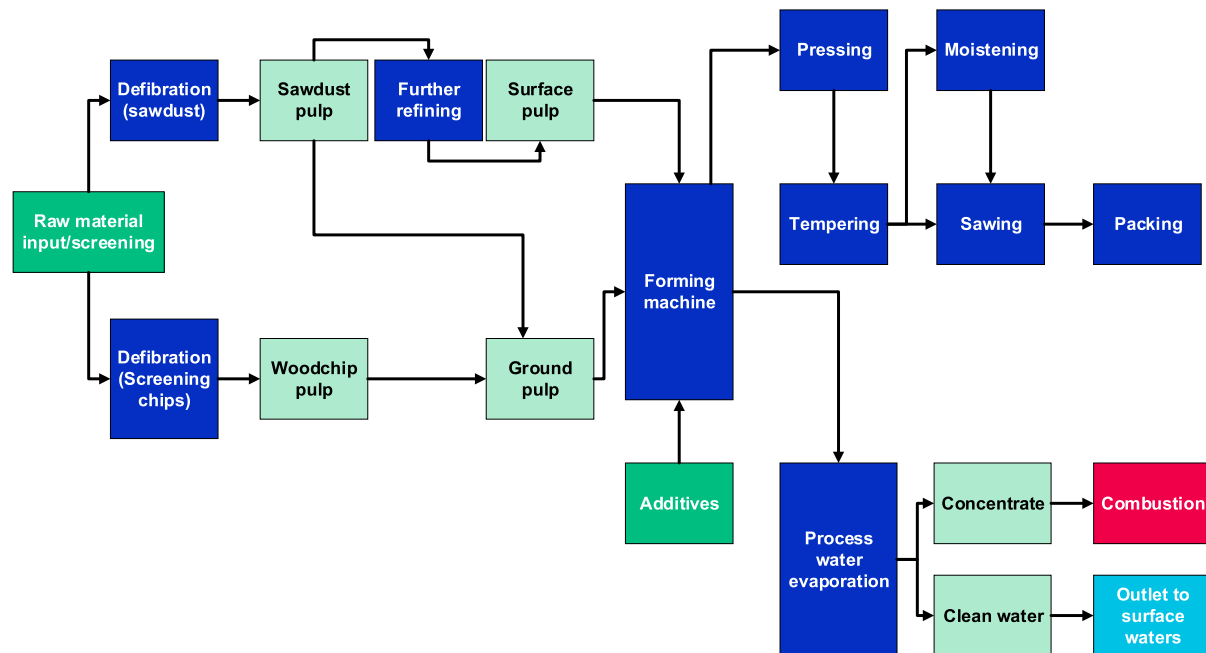 Pressing
Moistening
Defibration
(sawdust)
Sawdust
pulp
Further
refining
Surface
pulp
Raw material
input/screening
Tempering
Sawing
Packing
Forming
machine
Defibration
(Screening
chips)
Woodchip
pulp
Ground
pulp
Additives
Concentrate
Combustion
Process
water
evaporation
Clean water
Outlet to
surface
waters